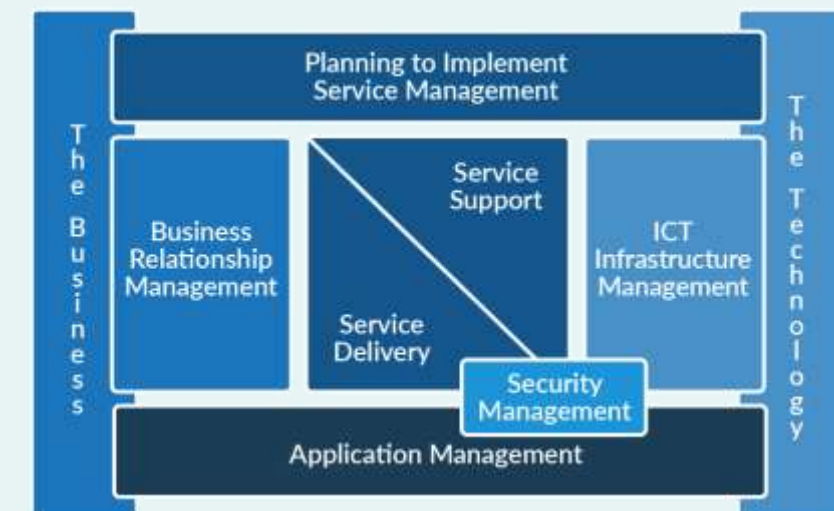 Planning to Implement
Service Management
The Business
Business
Relationship
Management
Service
Support
Service
Delivery
ICT
Infrastructure
Management
The Technology
Security
Management
Application Management